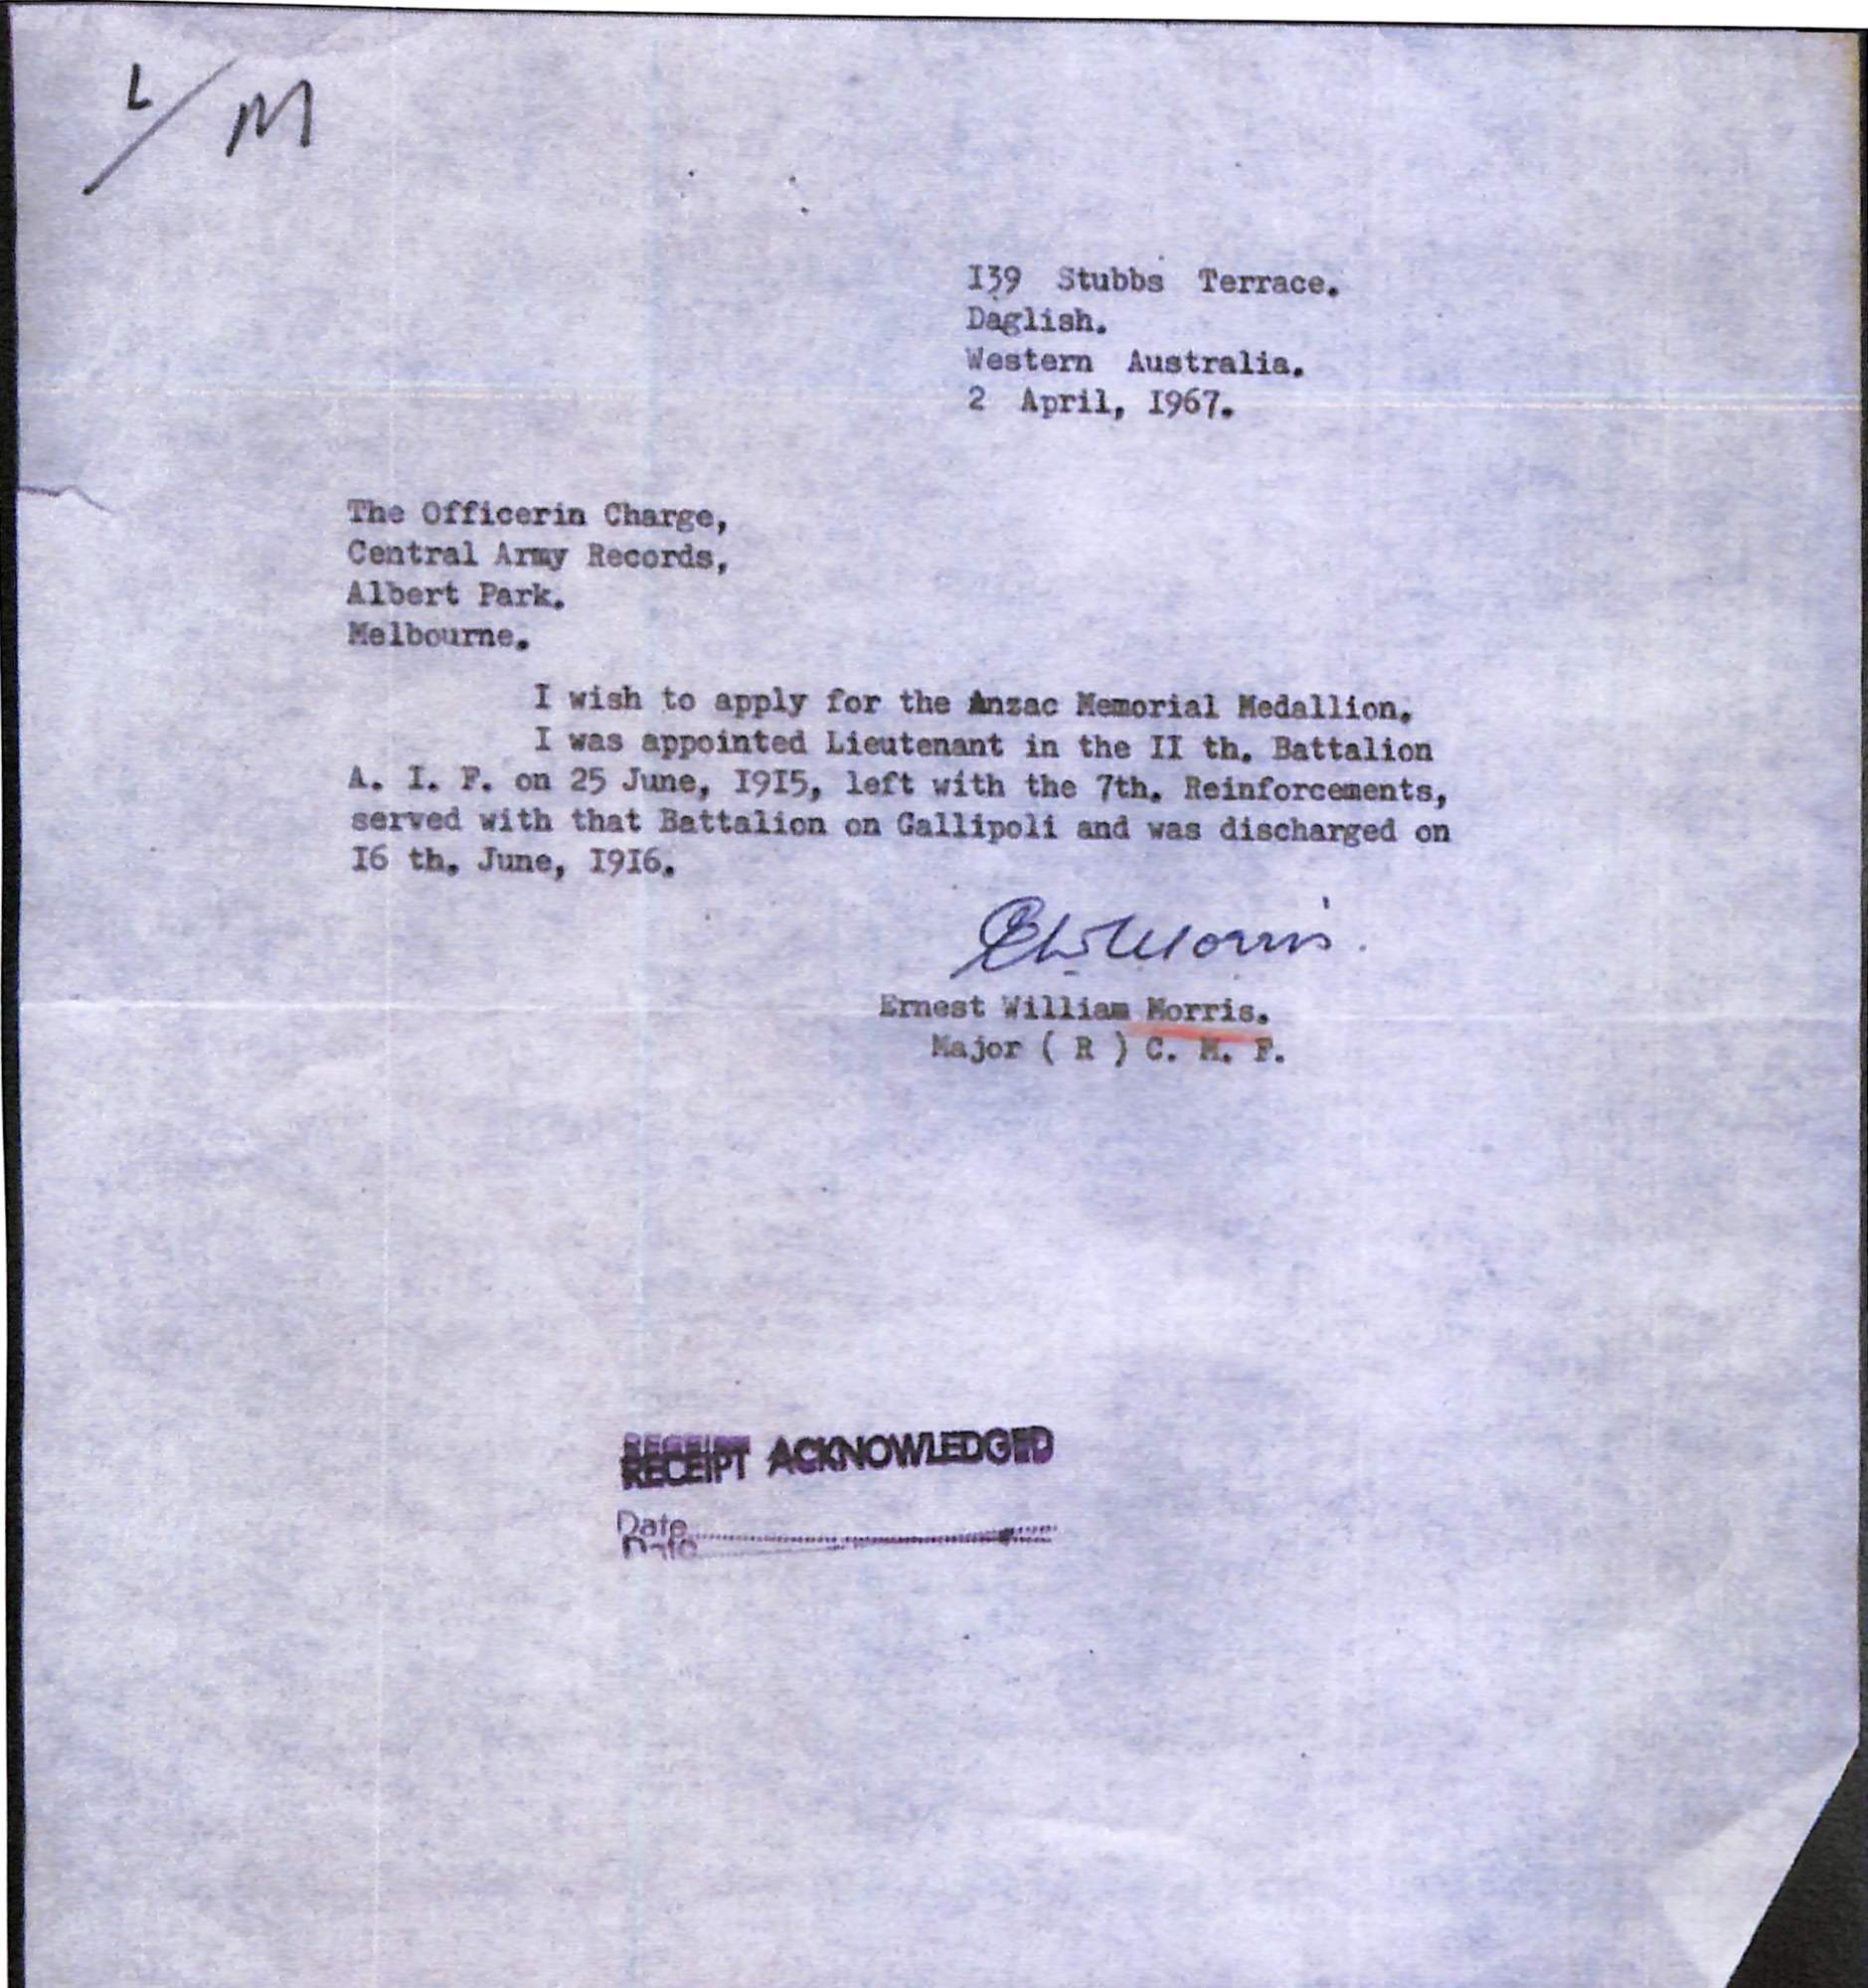 L/M
I39 Stubbs Terrace.
Daglish.
Western Australia.
2 April, I967.
The Officerin Charge,
Central Army Records,
Albert Park.
Melbourne.
I wish to apply for the Anzac Memorial Medallion.
I was appointed Lieutenant in the II th. Battalion
A. I. F. on 25 June, I9I5, left with the 7th. Reinforcements,
served with that Battalion on Gallipoli and was discharged on
I6 th. June, I9I6.
EWMorris.
Ernest William Morris.
Major ( R ) C. M. F.
RECEIPT ACKNOWLEDGED
Date